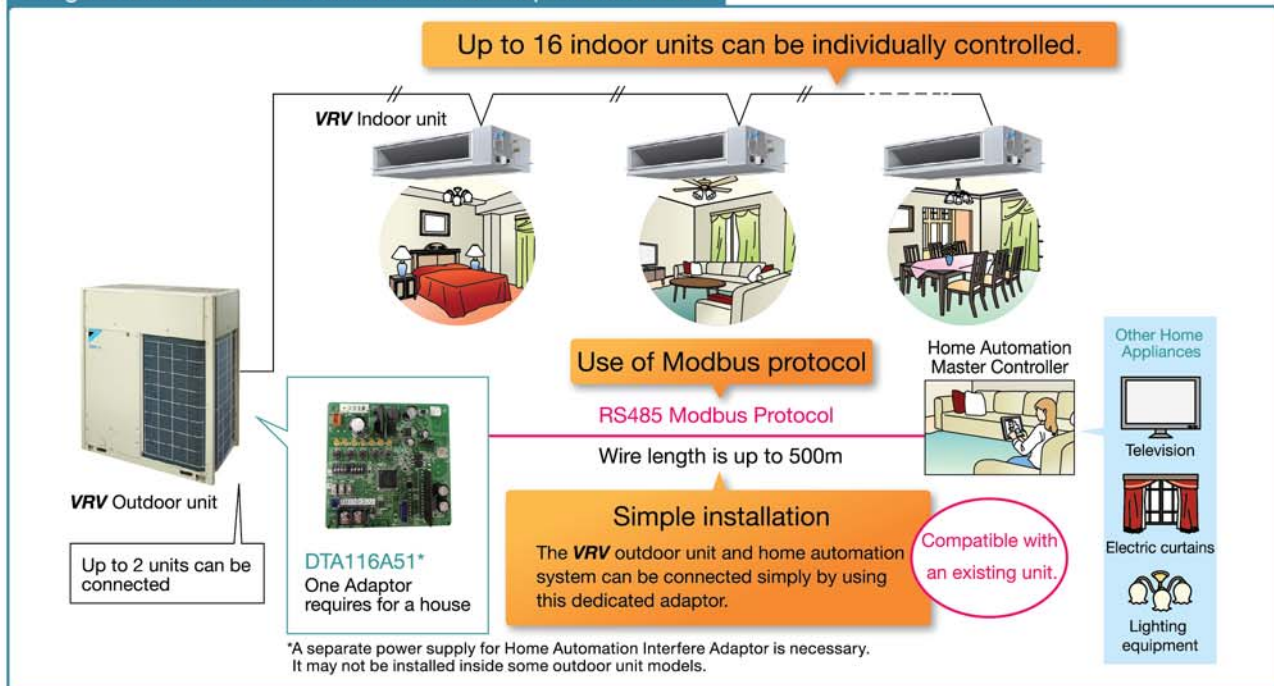 Up to 16 indoor units can be individually controlled.
VRV Indoor unit
Use of Modbus protocol
RS485 Modbus Protocol
Wire length is up to 500m
Home Automation
Master Controller
Other Home
Appliances
Television
Electric curtains
Lighting
equipment
VRV Outdoor unit
Up to 2 units can be
connected
DTA116A51*
One Adaptor
requires for a house
Simple installation
The VRV outdoor unit and home automation
system can be connected simply by using
this dedicated adaptor.
Compatible with
an existing unit.
*A separate power supply for Home Automation Interfere Adaptor is necessary.
It may not be installed inside some outdoor unit models.